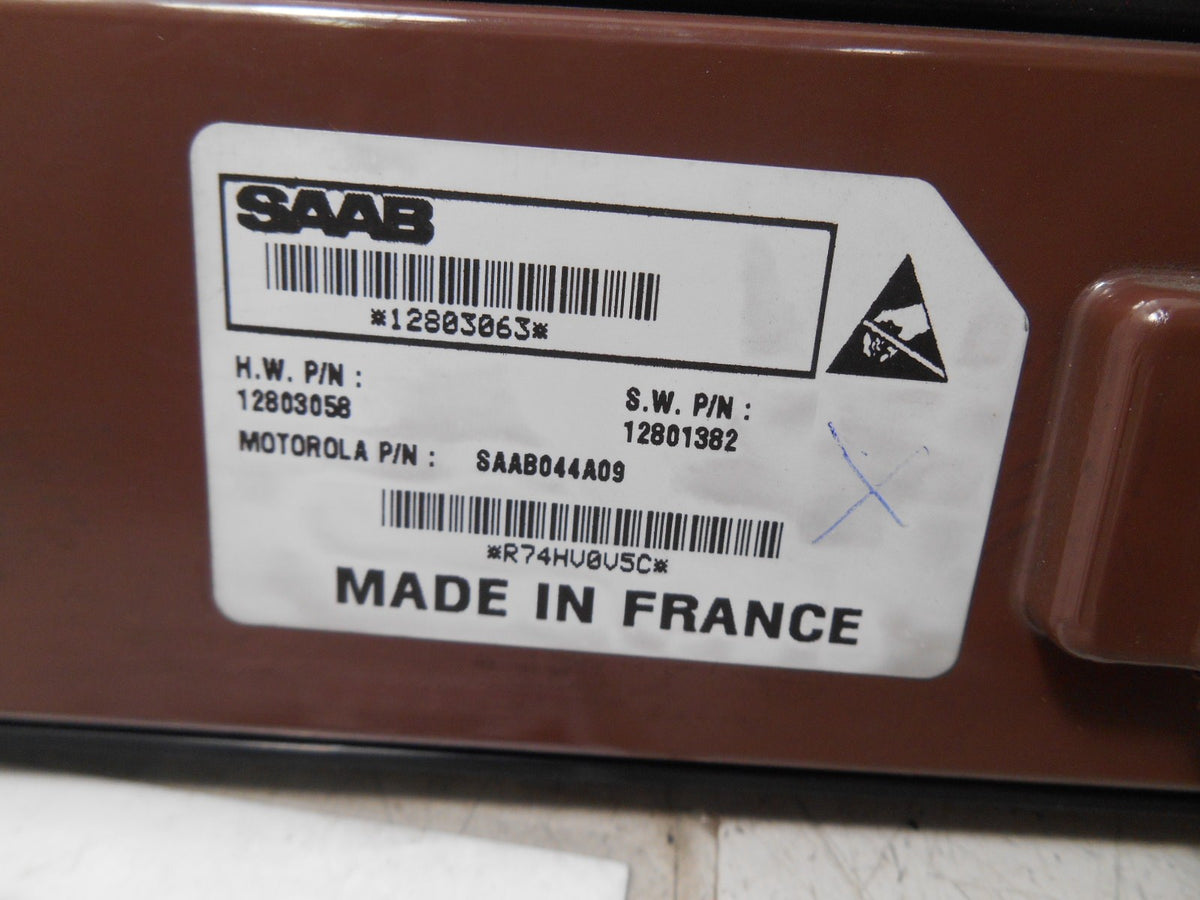 SAAB
*12803063*
H.W. P/N :
12803058
S.W. P/N :
12801382
MOTOROLA P/N : SAAB044A09
*R74HV0V5C*
MADE IN FRANCE